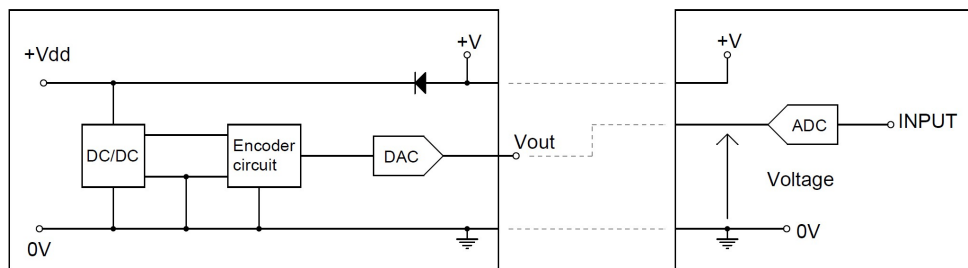 +Vdd
+V
DC/DC
Encoder
circuit
DAC
Vout
0V
+V
ADC
INPUT
Voltage
0V